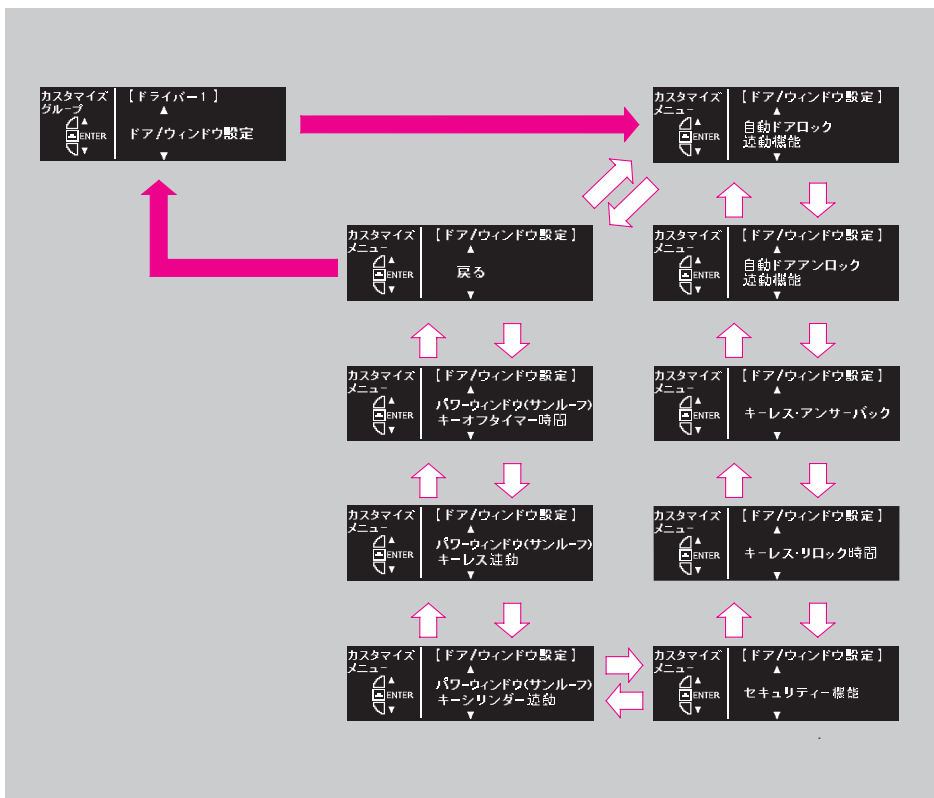 カスタマイズ
グループ
▲
ENTER
▼
【ドライバー1】
▲
ドア/ウィンドウ設定
▼
カスタマイズ
メニュー
▲
ENTER
▼
【ドア/ウィンドウ設定】
▲
自動ドアロック
連動機能
▼
カスタマイズ
メニュー
▲
ENTER
▼
【ドア/ウィンドウ設定】
▲
戻る
▼
カスタマイズ
メニュー
▲
ENTER
▼
【ドア/ウィンドウ設定】
▲
自動ドアアンロック
連動機能
▼
カスタマイズ
メニュー
▲
ENTER
▼
【ドア/ウィンドウ設定】
▲
パワーウィンドウ(サンルーフ)
キーオフタイマー時間
▼
カスタマイズ
メニュー
▲
ENTER
▼
【ドア/ウィンドウ設定】
▲
キーレス・アンサーバック
▼
カスタマイズ
メニュー
▲
ENTER
▼
【ドア/ウィンドウ設定】
▲
パワーウィンドウ(サンルーフ)
キーレス連動
▼
カスタマイズ
メニュー
▲
ENTER
▼
【ドア/ウィンドウ設定】
▲
キーレス・リロック時間
▼
カスタマイズ
メニュー
▲
ENTER
▼
【ドア/ウィンドウ設定】
▲
パワーウィンドウ(サンルーフ)
キーシリンダー連動
▼
カスタマイズ
メニュー
▲
ENTER
▼
【ドア/ウィンドウ設定】
▲
セキュリティー機能
▼